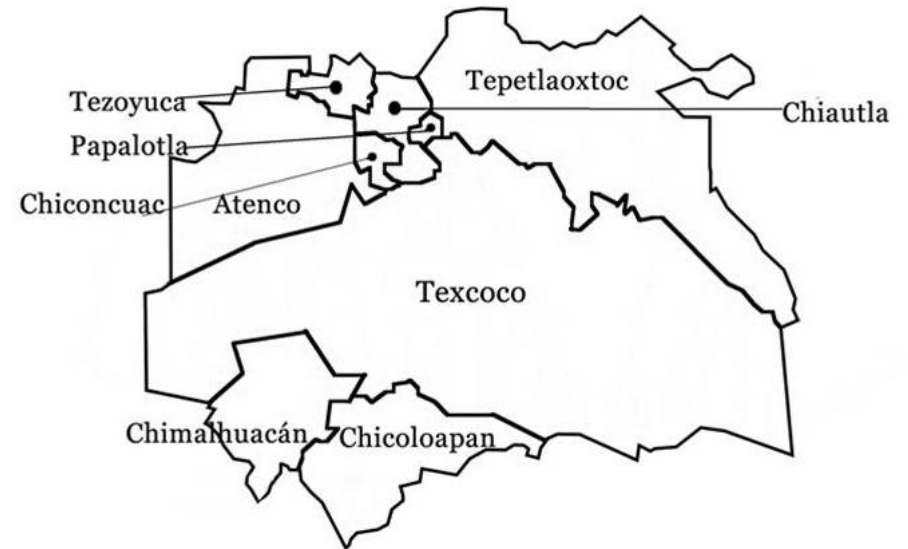 Tepetlaoxtoc
Tezoyuca
Chiautla
Papalotla
Chiconcuac
Atenco
Texcoco
Chimalhuacán
Chicoloapan